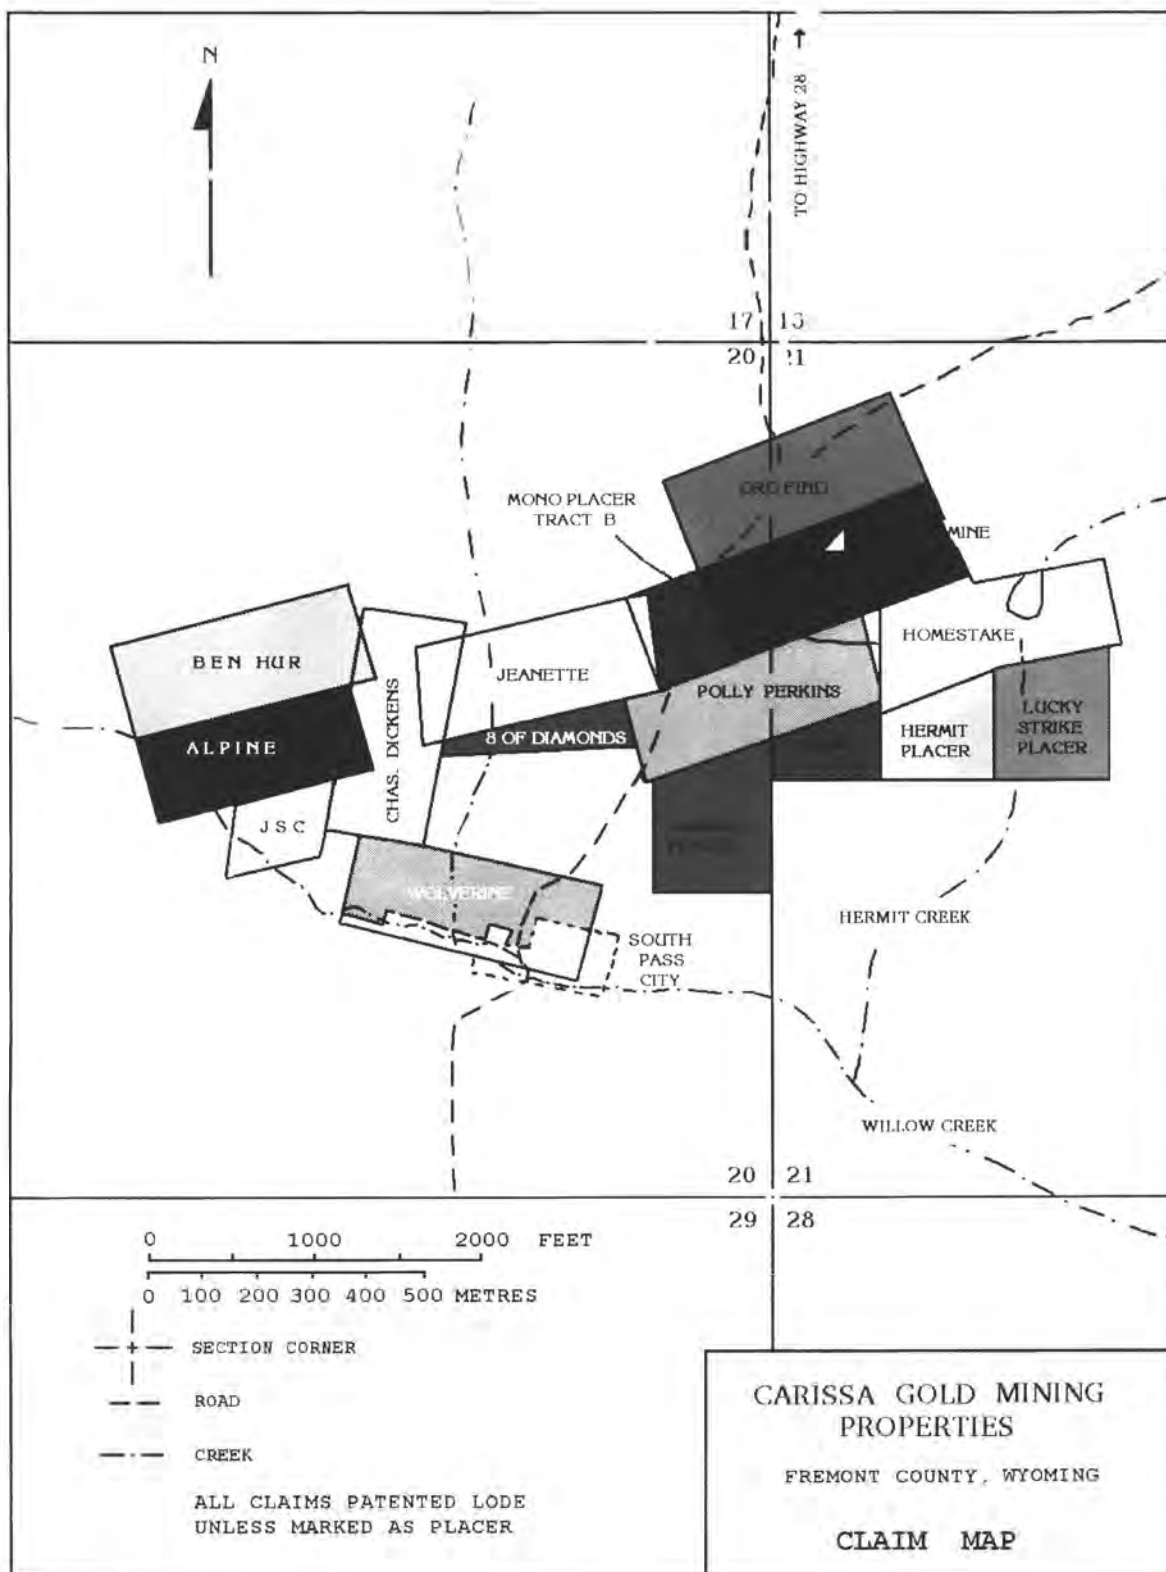 N
TO HIGHWAY 28
17
20
MONO PLACER
TRACT B
MINE
HOMESTAKE
BEN HUR
JEANETTE
POLLY PERKINS
CHAS. DICKENS
8 OF DIAMONDS
ALPINE
HERMIT
PLACER
LUCKY
STRIKE
PLACER
J S C
WOLVERINE
HERMIT CREEK
SOUTH
PASS
CITY
WILLOW CREEK
20 21
29 28
0 1000 2000 FEET
0 100 200 300 400 500 METRES
SECTION CORNER
ROAD
CREEK
ALL CLAIMS PATENTED LODE
UNLESS MARKED AS PLACER
CARISSA GOLD MINING
PROPERTIES
FREMONT COUNTY, WYOMING
CLAIM MAP